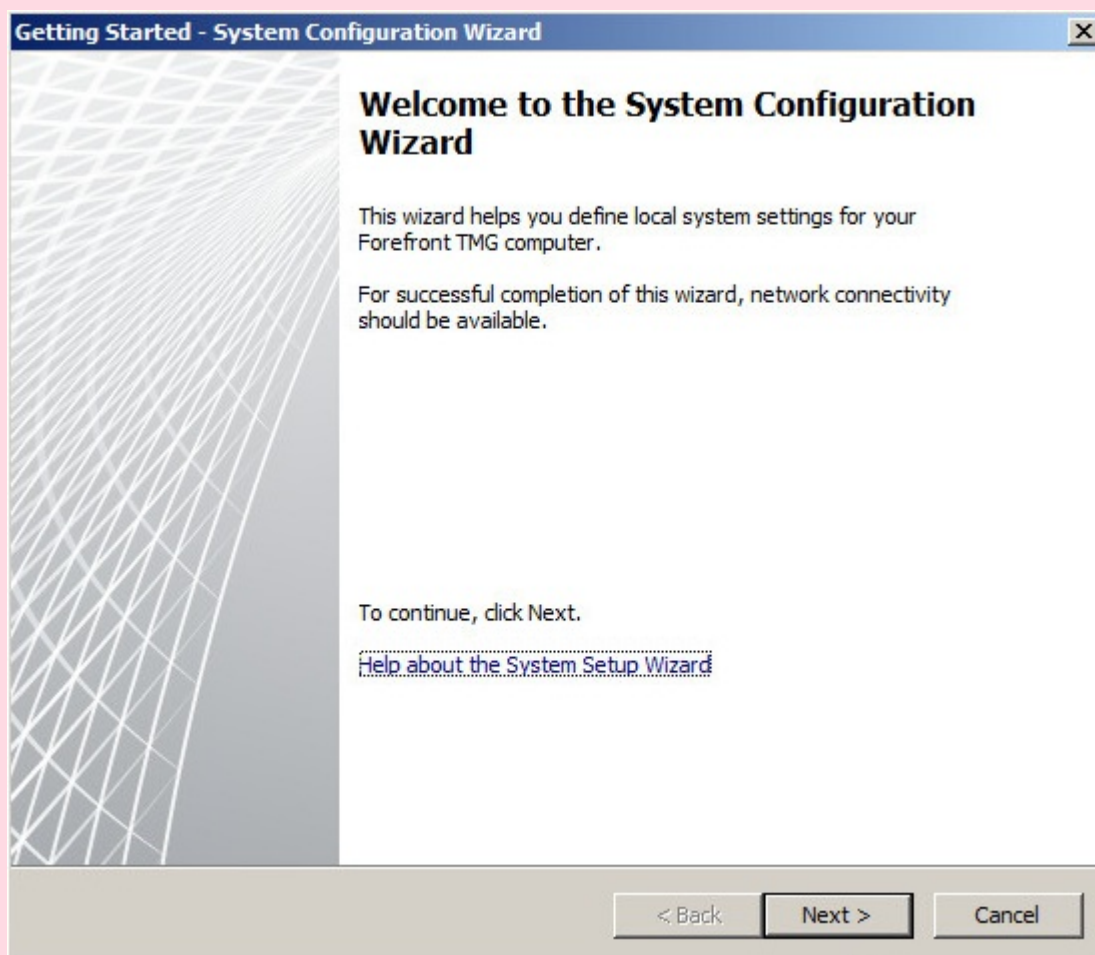 Getting Started - System Configuration Wizard
Welcome to the System Configuration
Wizard
This wizard helps you define local system settings for your
Forefront TMG computer.
For successful completion of this wizard, network connectivity
should be available.
To continue, click Next.
Help about the System Setup Wizard
< Back Next > Cancel